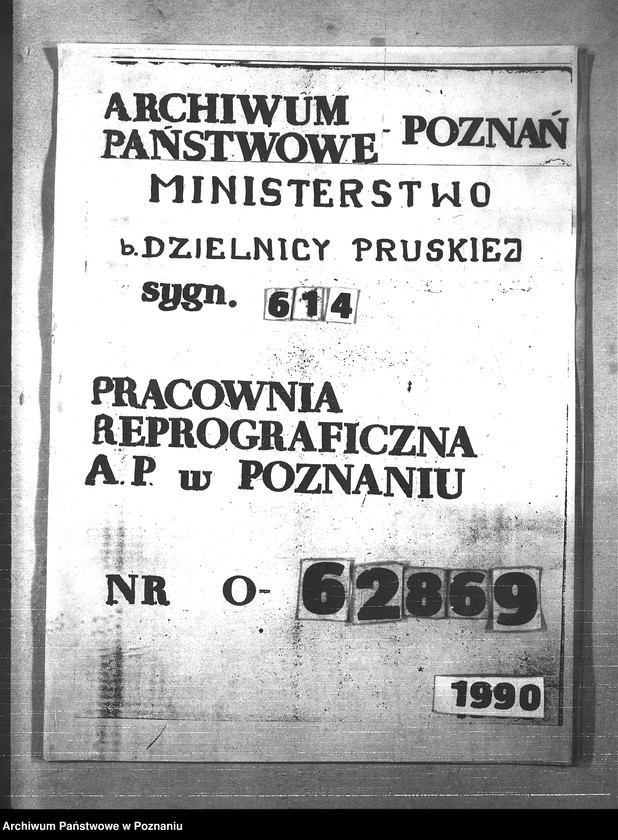 ARCHIWUM
PAŃSTWOWE - POZNAŃ
MINISTERSTWO
b. DZIELNICY PRUSKIEJ
sygn. 614
PRACOWNIA
REPROGRAFICZNA
A.P. w POZNANIU
NR O-62869
1990
Archiwum Państwowe w Poznaniu